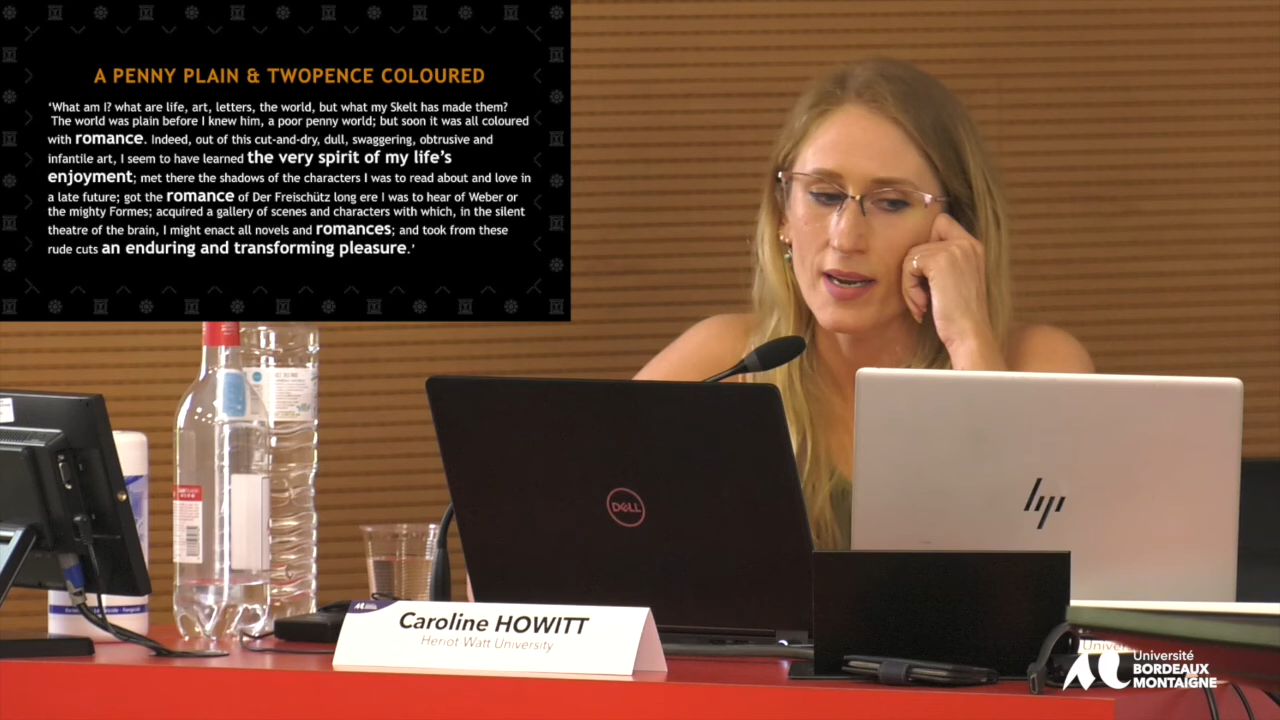 A PENNY PLAIN & TWOPENCE COLOURED
‘What am I? what are life, art, letters, the world, but what my Skelt has made them?
The world was plain before I knew him, a poor penny world; but soon it was all coloured
with romance. Indeed, out of this cut-and-dry, dull, swaggering, obtrusive and
infantile art, I seem to have learned the very spirit of my life’s
enjoyment; met there the shadows of the characters I was to read about and love in
a late future; got the romance of Der Freischütz long ere I was to hear of Weber or
the mighty Formes; acquired a gallery of scenes and characters with which, in the silent
theatre of the brain, I might enact all novels and romances; and took from these
rude cuts an enduring and transforming pleasure.’
DELL
hp
Caroline HOWITT
Heriot Watt University
Université
BORDEAUX
MONTAIGNE